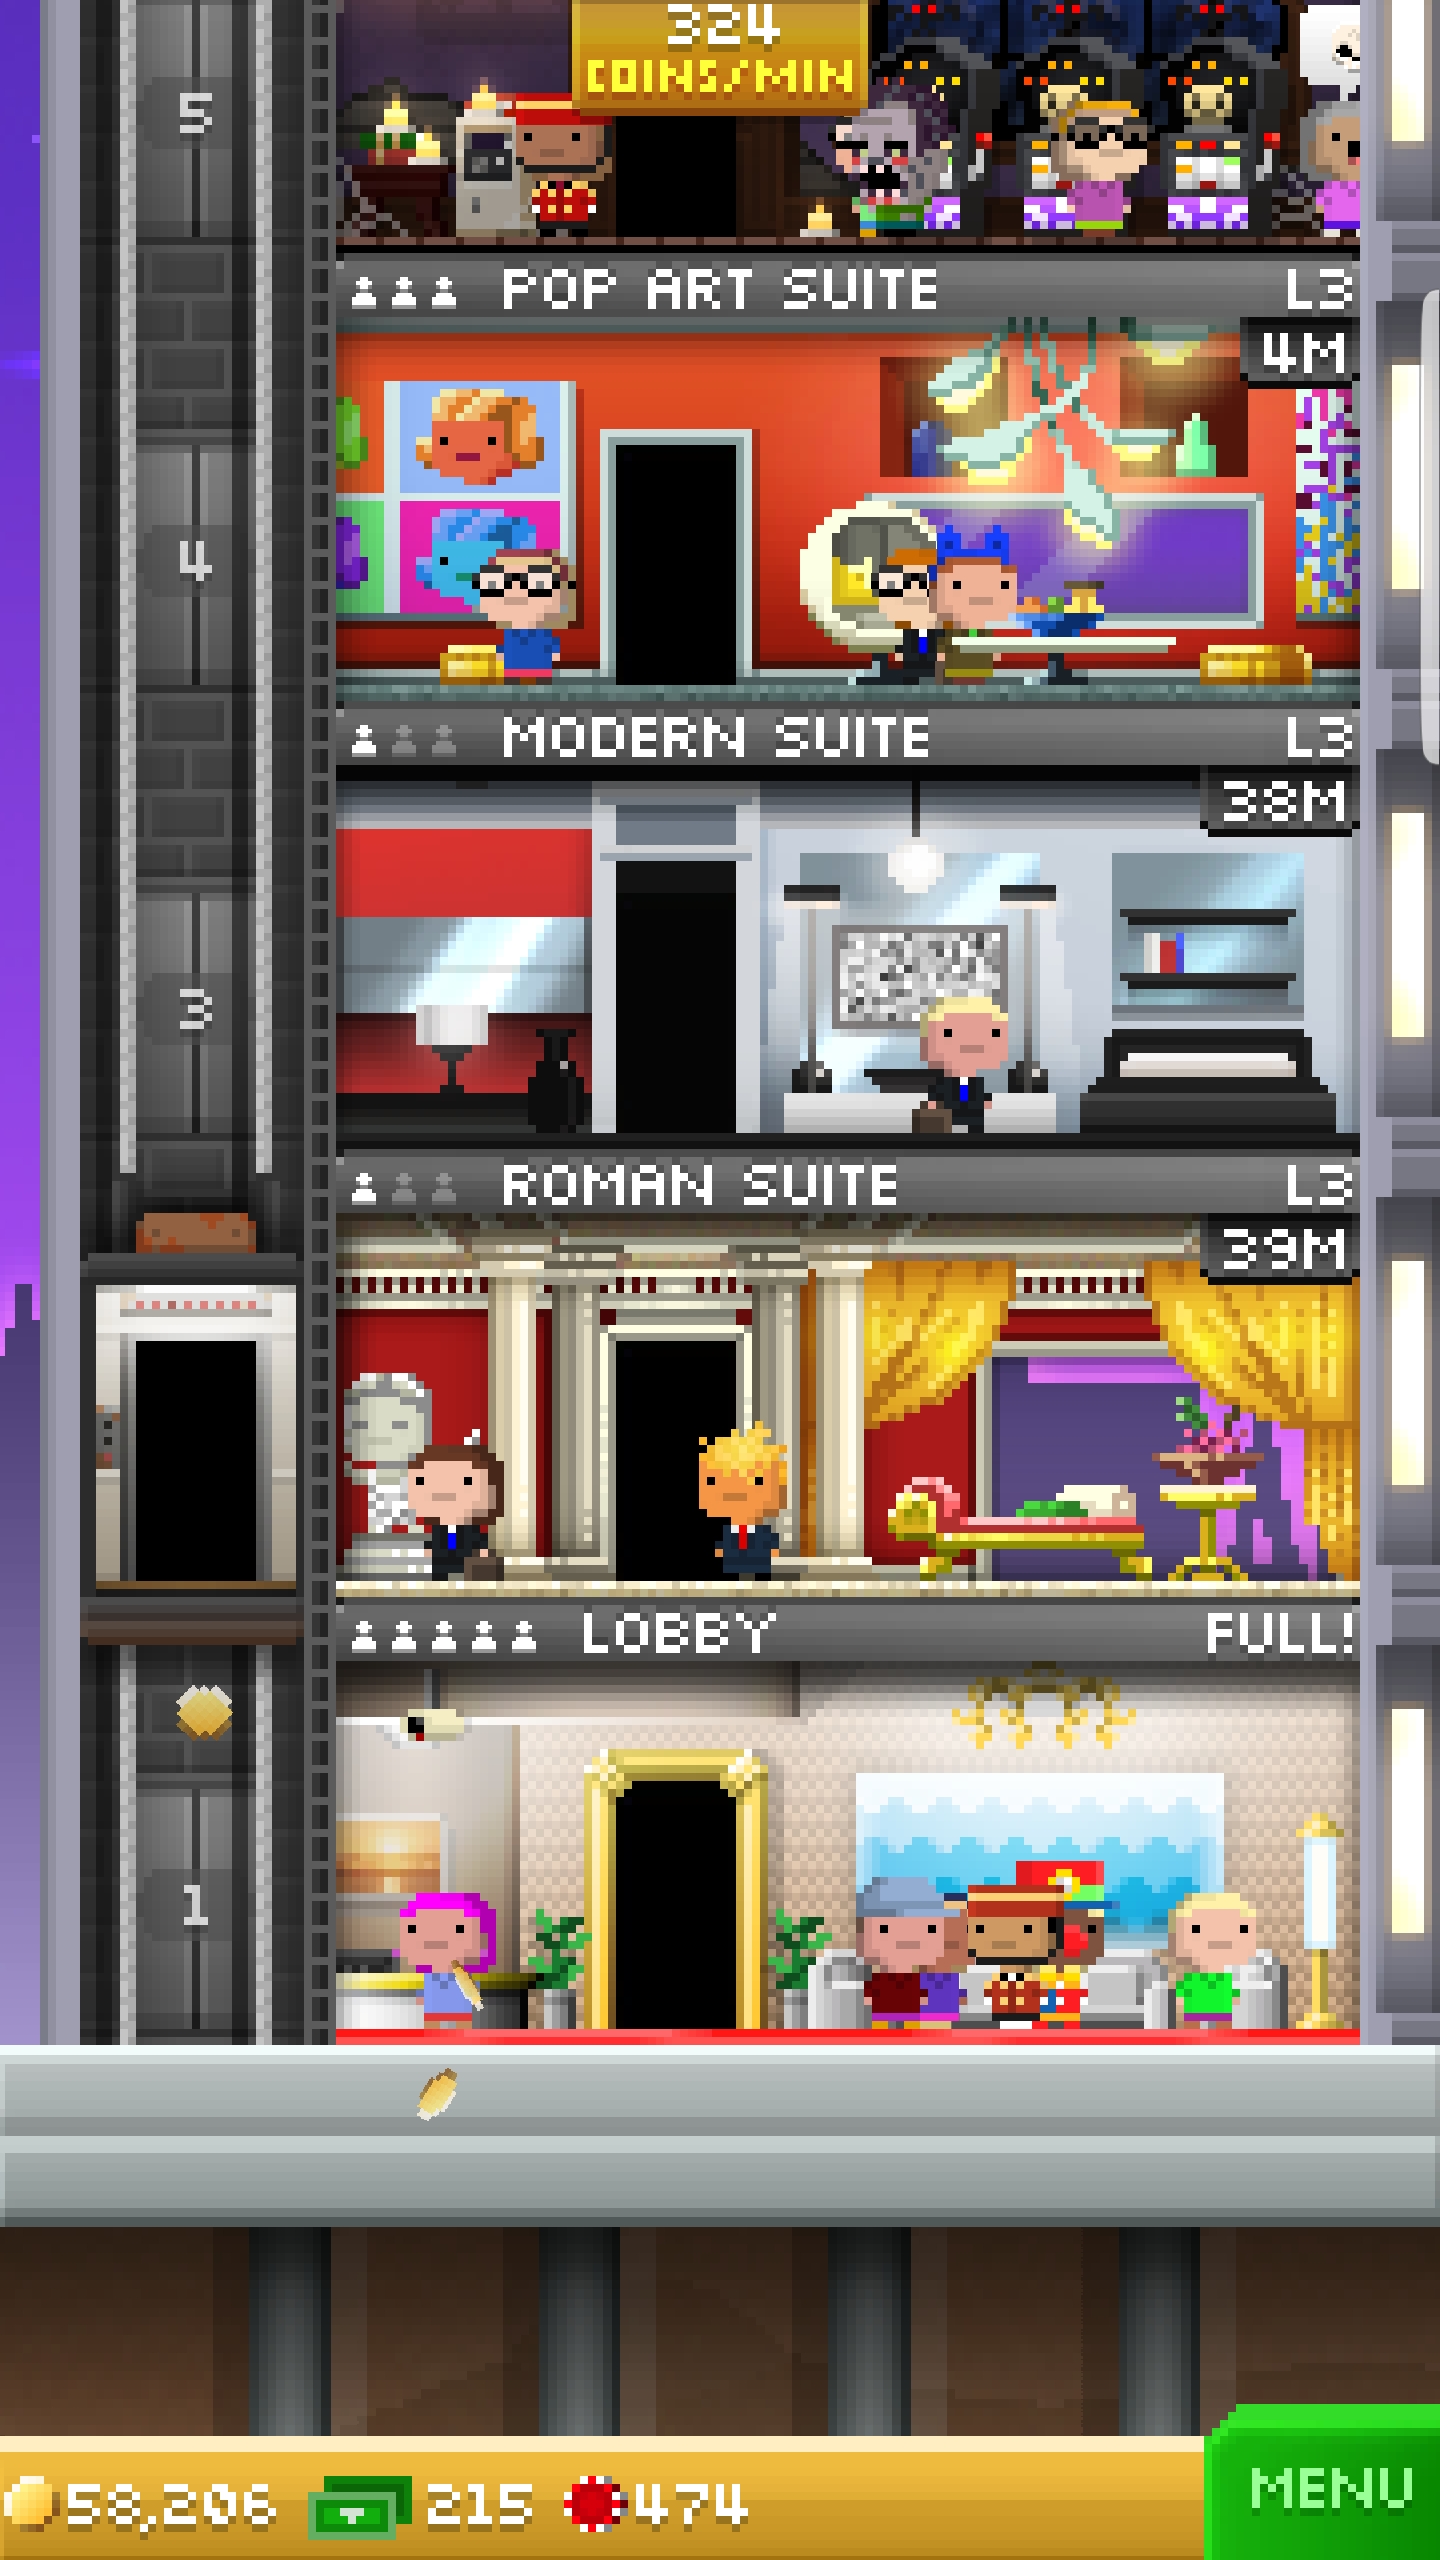 324
COINS/MIN
5
POP ART SUITE L3
4M
4
MODERN SUITE L3
38M
3
ROMAN SUITE L3
39M
LOBBY FULL!
1
58,206 215 474
MENU